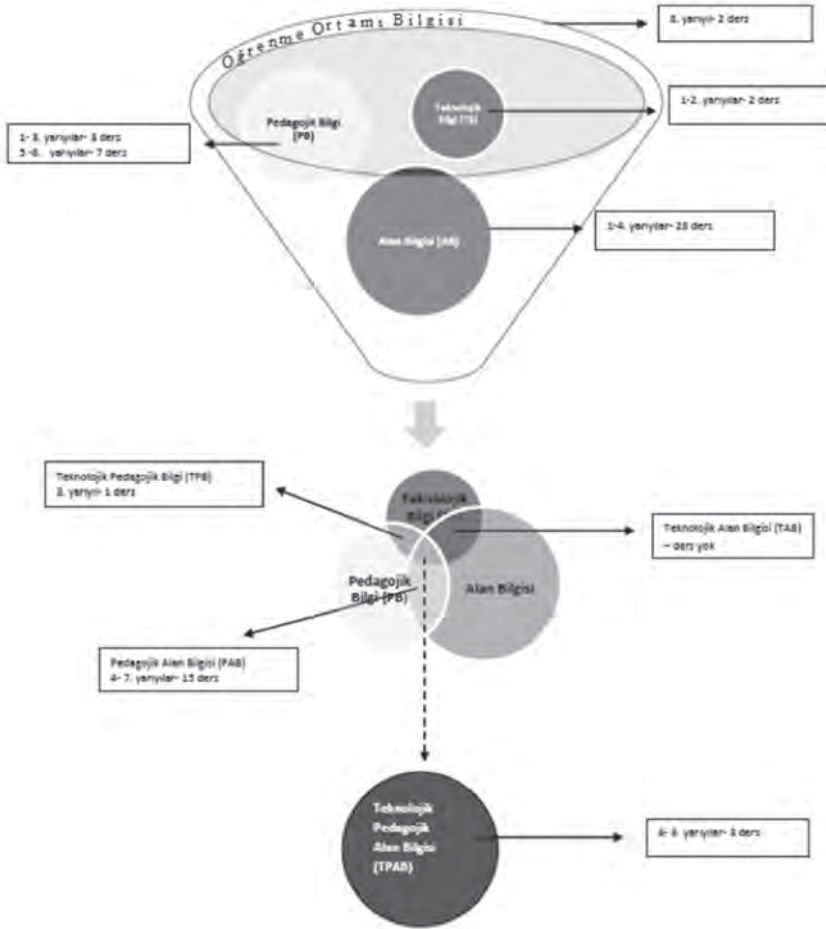 Öğrenme Ortamı Bilgisi
8. yarıyıl- 2 ders
Teknolojik
Bilgi (TB)
1-2. yarıyılar- 2 ders
Pedagojik Bilgi
(PB)
1- 3. yarıyılar- 3 ders
5 -6. yarıyılar- 7 ders
Alan Bilgisi (AB)
1-4. yarıyılar- 28 ders
Teknolojik Pedagojik Bilgi (TPB)
3. yarıyıl- 1 ders
Teknolojik
Bilgi
Teknolojik Alan Bilgisi (TAB)
– ders yok
Pedagojik
Bilgi (PB)
Alan Bilgisi
Pedagojik Alan Bilgisi (PAB)
4- 7. yarıyılar- 15 ders
Teknolojik
Pedagojik
Alan Bilgisi
(TPAB)
yarıyılar- 3 ders